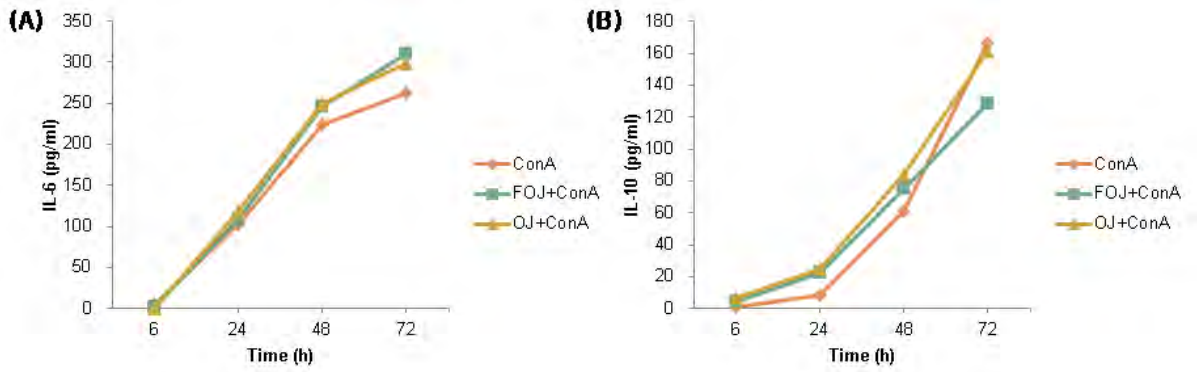 (A)
350
300
250
200
150
100
50
0
IL-6 (pg/ml)
6 24 48 72
Time (h)
ConA
FOJ+ConA
OJ+ConA
(B)
180
160
140
120
100
80
60
40
20
0
IL-10 (pg/ml)
6 24 48 72
Time (h)
ConA
FOJ+ConA
OJ+ConA